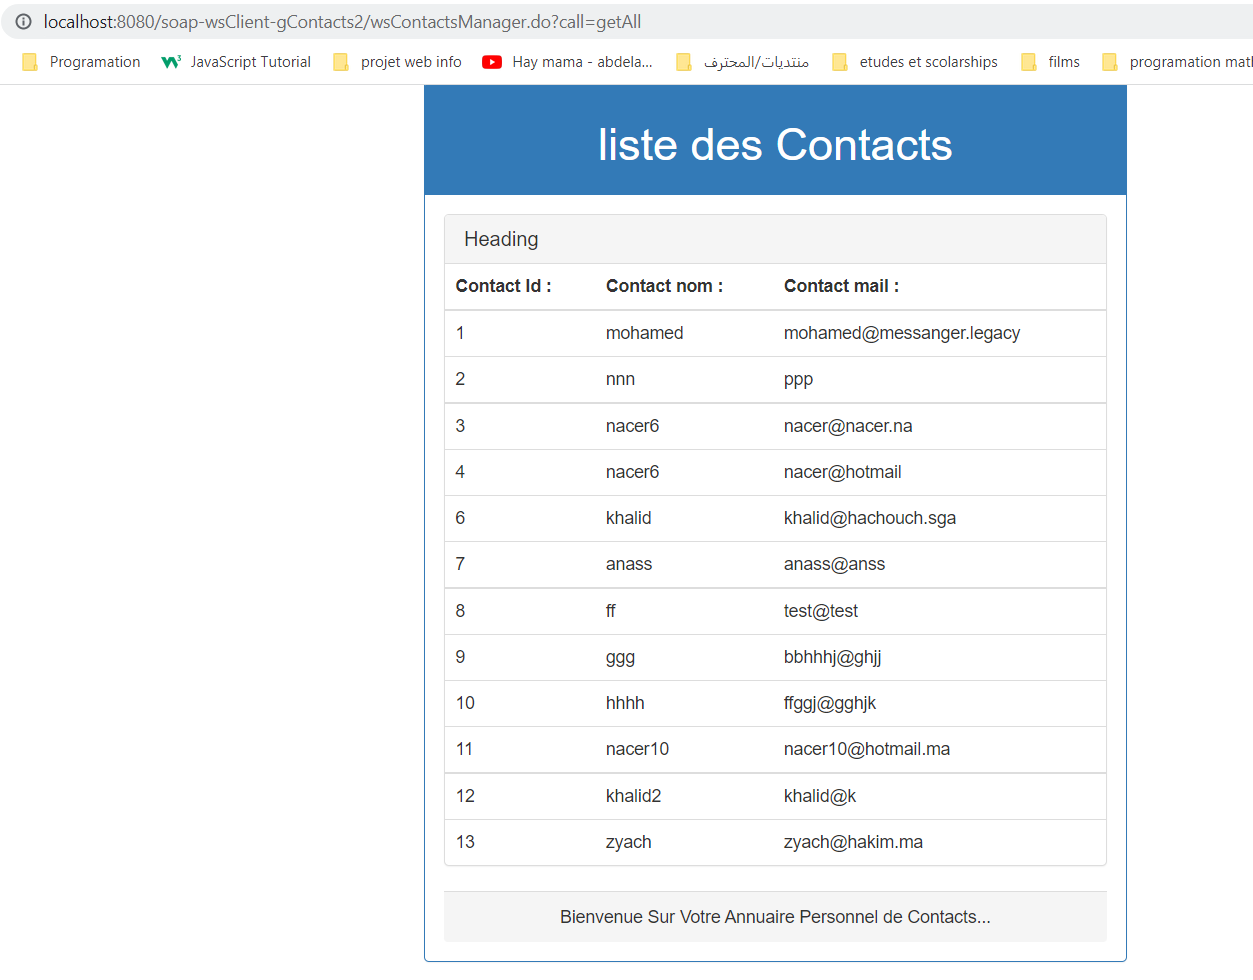 localhost:8080/soap-wsClient-gContacts2/wsContactsManager.do?call=getAll
Programation JavaScript Tutorial projet web info Hay mama - abdela... منتديات/المحترف etudes et scolarships films programation mat
liste des Contacts
Heading
Contact Id : Contact nom : Contact mail :
1 mohamed mohamed@messanger.legacy
2 nnn ppp
3 nacer6 nacer@nacer.na
4 nacer6 nacer@hotmail
6 khalid khalid@hachouch.sga
7 anass anass@anss
8 ff test@test
9 ggg bbhhhj@ghjj
10 hhhh ffggj@gghjk
11 nacer10 nacer10@hotmail.ma
12 khalid2 khalid@k
13 zyach zyach@hakim.ma
Bienvenue Sur Votre Annuaire Personnel de Contacts...